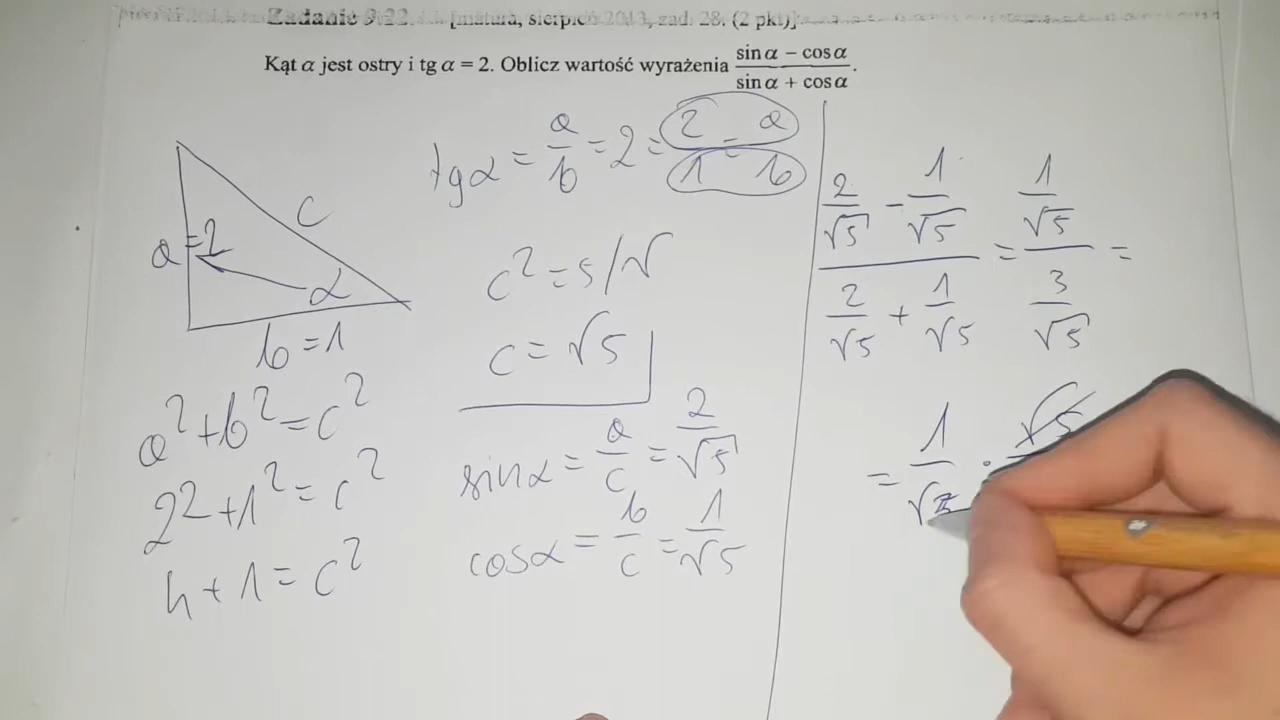 Zadanie 9.22. [matura, sierpień 2013, zad. 28. (2 pkt)]
Kąt α jest ostry i tg α = 2. Oblicz wartość wyrażenia (sin α − cos α)/(sin α + cos α).
tgα = a/b = 2 = 2/1 = a/b
a = 2
c
α
b = 1
a² + b² = c²
2² + 1² = c²
4 + 1 = c²
c² = 5 /√
c = √5
sinα = a/c = 2/√5
cosα = b/c = 1/√5
(2/√5 − 1/√5)/(2/√5 + 1/√5) = (1/√5)/(3/√5) =
= 1/√5 · √5